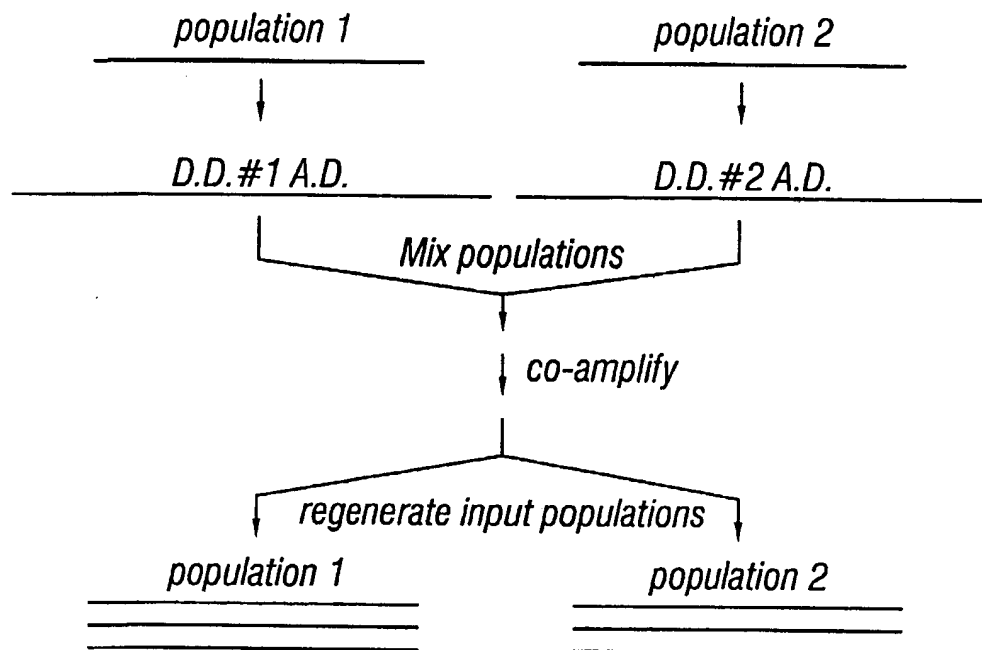 population 1
population 2
D.D.#1 A.D.
D.D.#2 A.D.
Mix populations
co-amplify
regenerate input populations
population 1
population 2